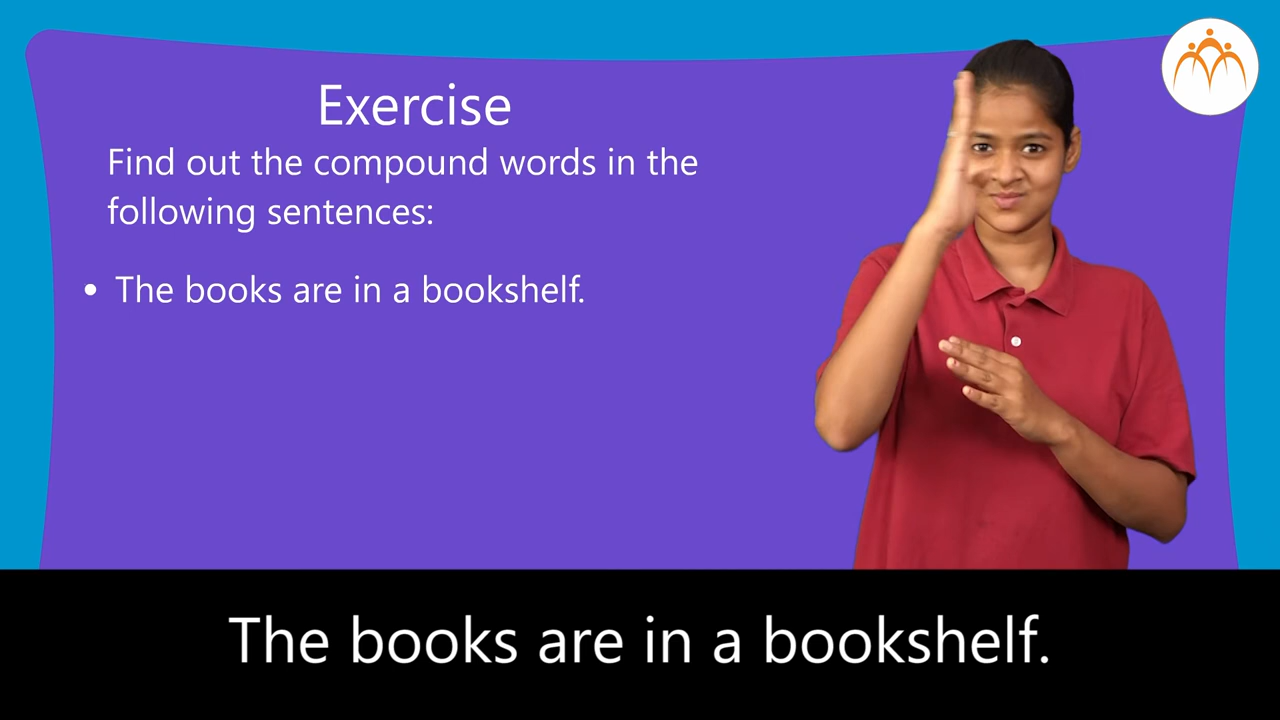 Exercise
Find out the compound words in the
following sentences:
• The books are in a bookshelf.
The books are in a bookshelf.